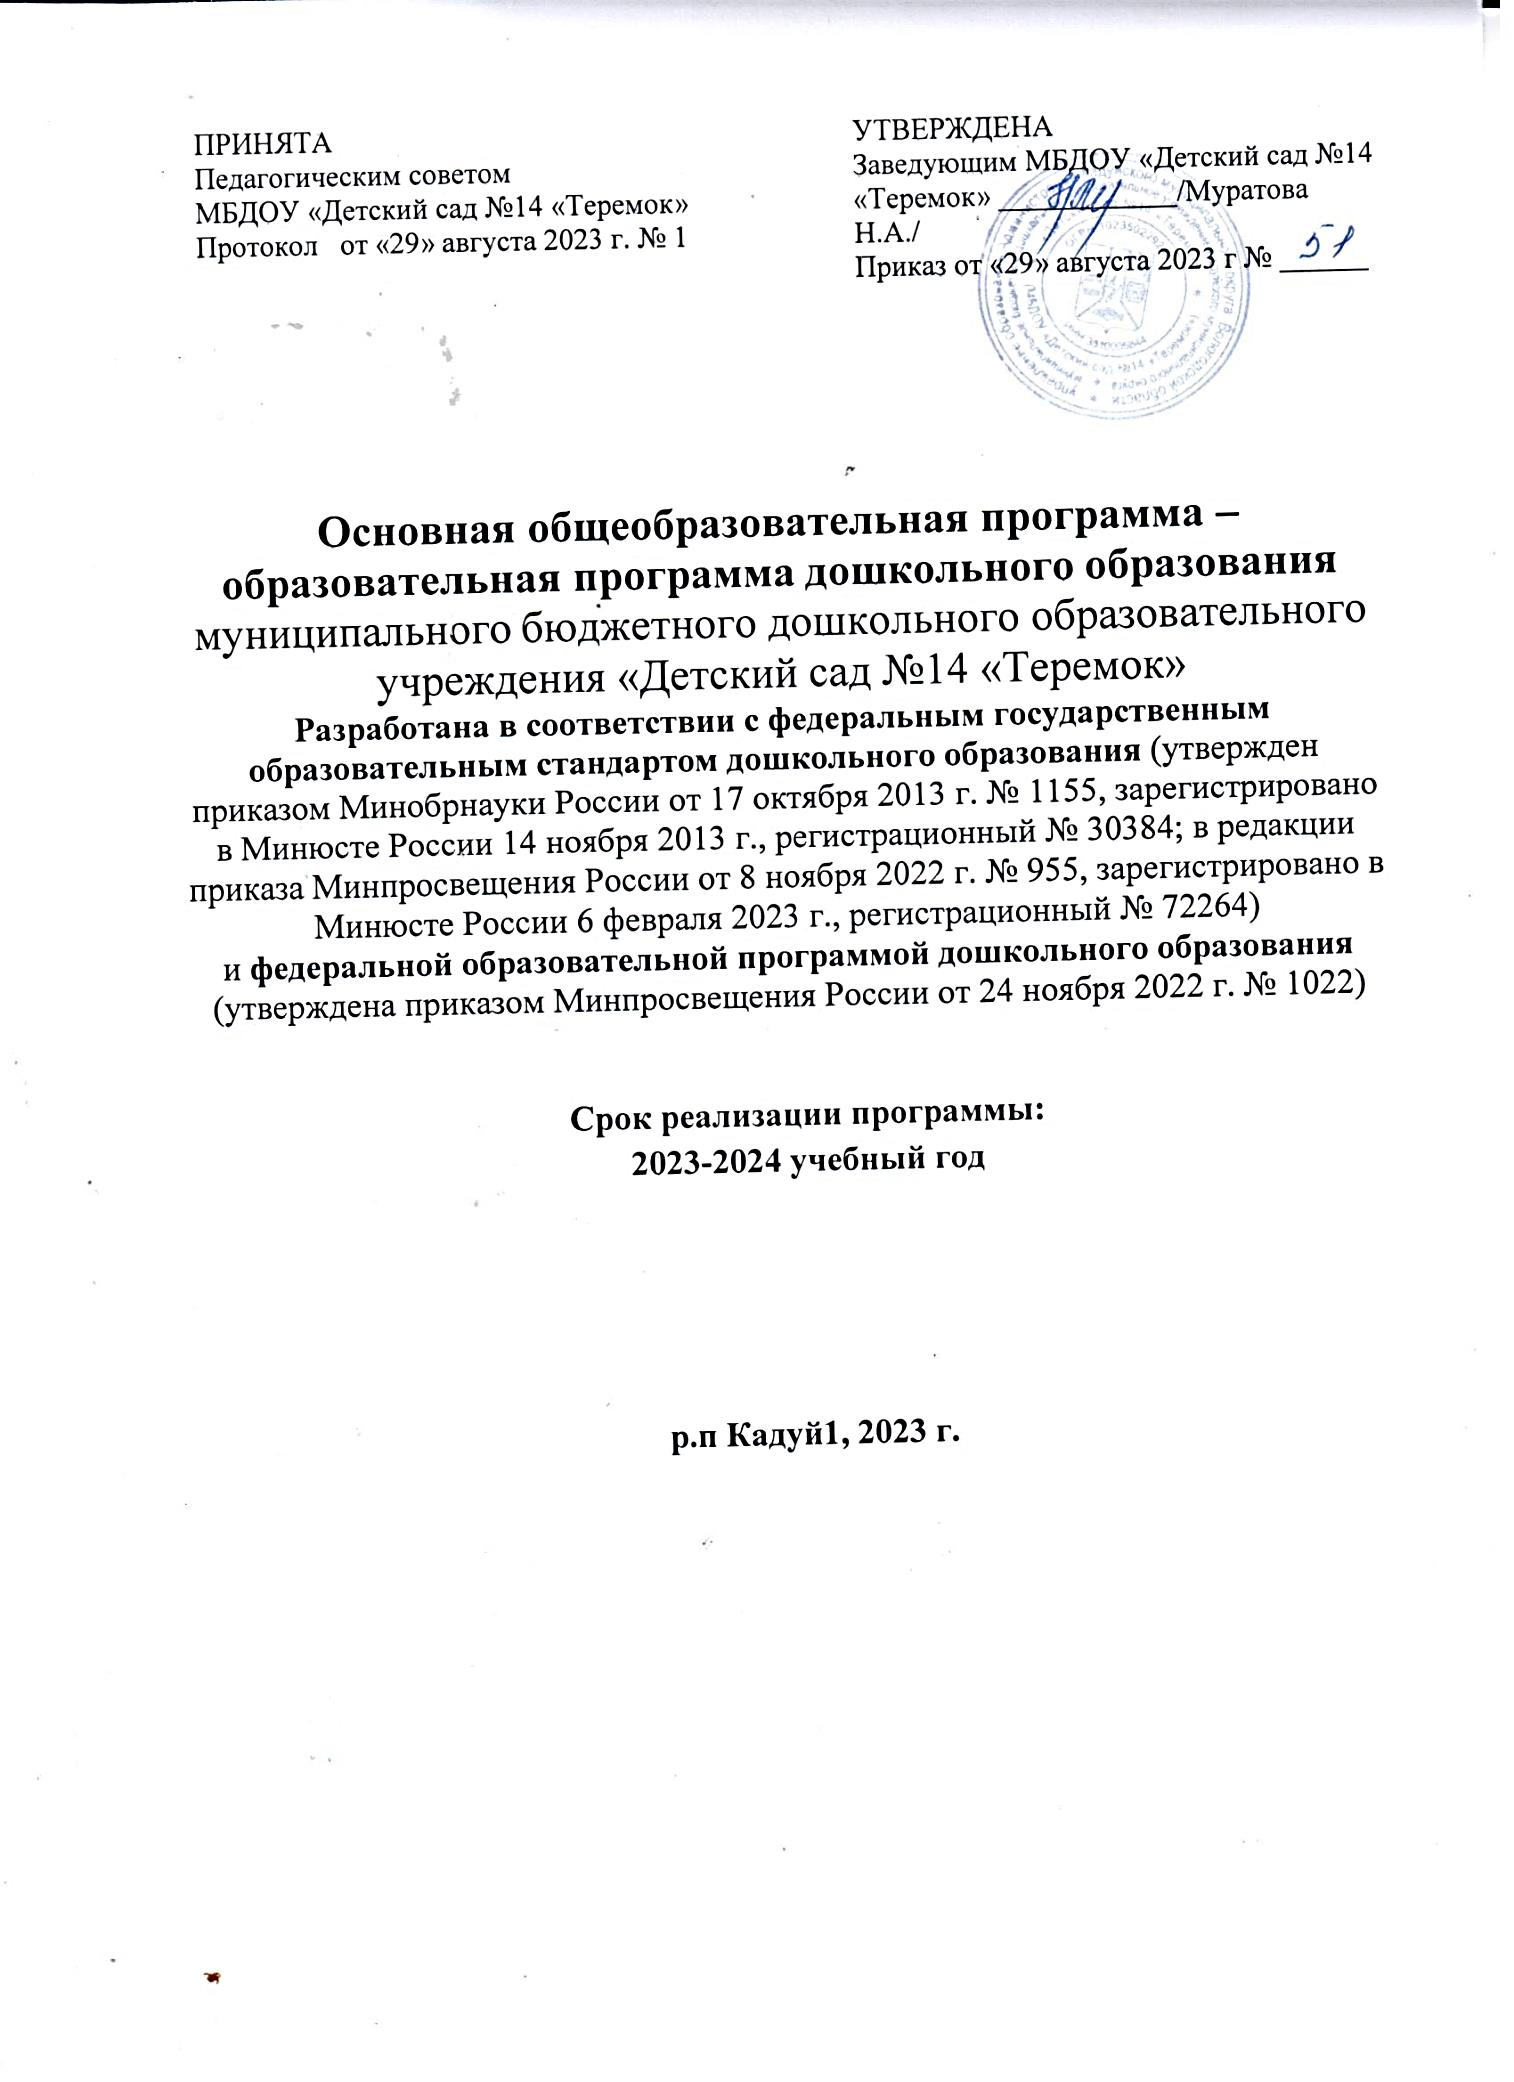 ПРИНЯТА
Педагогическим советом
МБДОУ «Детский сад №14 «Теремок»
Протокол от «29» августа 2023 г. № 1
УТВЕРЖДЕНА
Заведующим МБДОУ «Детский сад №14
«Теремок» _____________/Муратова
Н.А./
Приказ от «29» августа 2023 г № 51
Основная общеобразовательная программа –
образовательная программа дошкольного образования
муниципального бюджетного дошкольного образовательного
учреждения «Детский сад №14 «Теремок»
Разработана в соответствии с федеральным государственным
образовательным стандартом дошкольного образования (утвержден
приказом Минобрнауки России от 17 октября 2013 г. № 1155, зарегистрировано
в Минюсте России 14 ноября 2013 г., регистрационный № 30384; в редакции
приказа Минпросвещения России от 8 ноября 2022 г. № 955, зарегистрировано в
Минюсте России 6 февраля 2023 г., регистрационный № 72264)
и федеральной образовательной программой дошкольного образования
(утверждена приказом Минпросвещения России от 24 ноября 2022 г. № 1022)
Срок реализации программы:
2023-2024 учебный год
р.п Кадуй1, 2023 г.